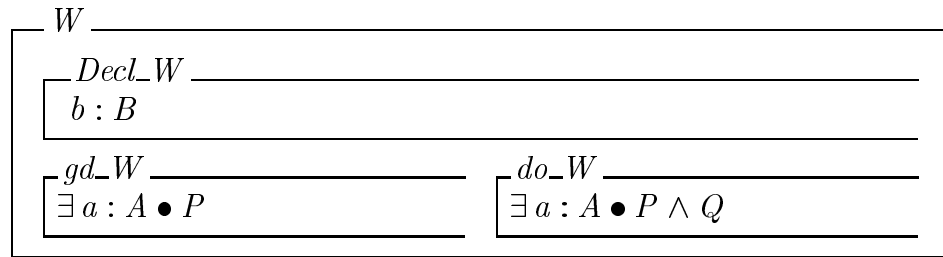 W
Decl_W
b : B
gd_W do_W
∃ a : A • P ∃ a : A • P ∧ Q